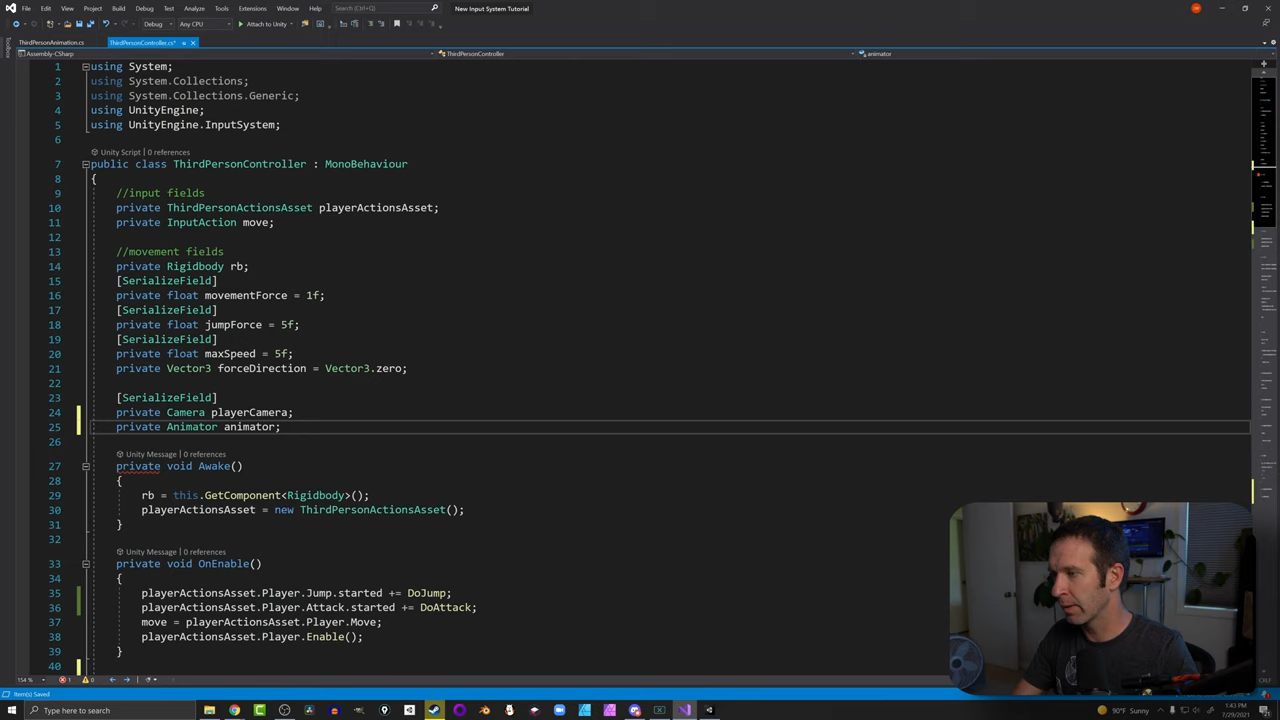 File Edit View Git Project Build Debug Test Analyze Tools Extensions Window Help Search (Ctrl+Q) New Input System Tutorial
Debug Any CPU Attach to Unity
ThirdPersonAnimation.cs ThirdPersonController.cs*
Assembly-CSharp ThirdPersonController animator
1 using System;
2 using System.Collections;
3 using System.Collections.Generic;
4 using UnityEngine;
5 using UnityEngine.InputSystem;
6
Unity Script | 0 references
7 public class ThirdPersonController : MonoBehaviour
8 {
9 //input fields
10 private ThirdPersonActionsAsset playerActionsAsset;
11 private InputAction move;
12
13 //movement fields
14 private Rigidbody rb;
15 [SerializeField]
16 private float movementForce = 1f;
17 [SerializeField]
18 private float jumpForce = 5f;
19 [SerializeField]
20 private float maxSpeed = 5f;
21 private Vector3 forceDirection = Vector3.zero;
22
23 [SerializeField]
24 private Camera playerCamera;
25 private Animator animator;
26
Unity Message | 0 references
27 private void Awake()
28 {
29 rb = this.GetComponent<Rigidbody>();
30 playerActionsAsset = new ThirdPersonActionsAsset();
31 }
32
Unity Message | 0 references
33 private void OnEnable()
34 {
35 playerActionsAsset.Player.Jump.started += DoJump;
36 playerActionsAsset.Player.Attack.started += DoAttack;
37 move = playerActionsAsset.Player.Move;
38 playerActionsAsset.Player.Enable();
39 }
40
154 % 1 0 CRLF
Item(s) Saved
Type here to search 90°F Sunny 1:43 PM
7/29/2021